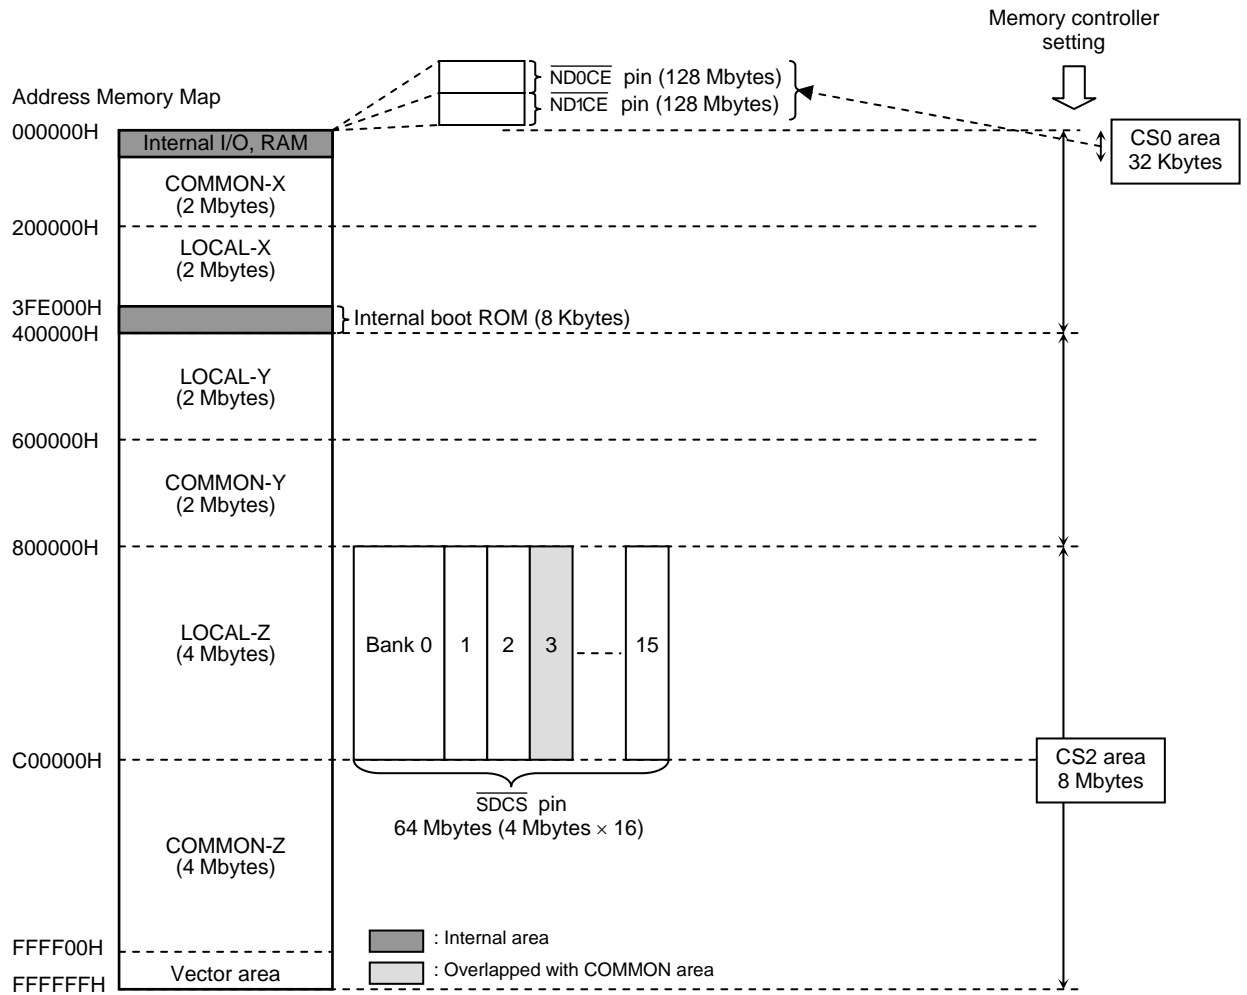 Memory controller
setting
ND0CE pin (128 Mbytes)
ND1CE pin (128 Mbytes)
Address Memory Map
000000H
Internal I/O, RAM
CS0 area
32 Kbytes
COMMON-X
(2 Mbytes)
200000H
LOCAL-X
(2 Mbytes)
3FE000H
Internal boot ROM (8 Kbytes)
400000H
LOCAL-Y
(2 Mbytes)
600000H
COMMON-Y
(2 Mbytes)
800000H
LOCAL-Z
(4 Mbytes)
Bank 0 1 2 3 15
C00000H
CS2 area
8 Mbytes
SDCS pin
64 Mbytes (4 Mbytes × 16)
COMMON-Z
(4 Mbytes)
FFFF00H
: Internal area
Vector area
: Overlapped with COMMON area
FFFFFFH